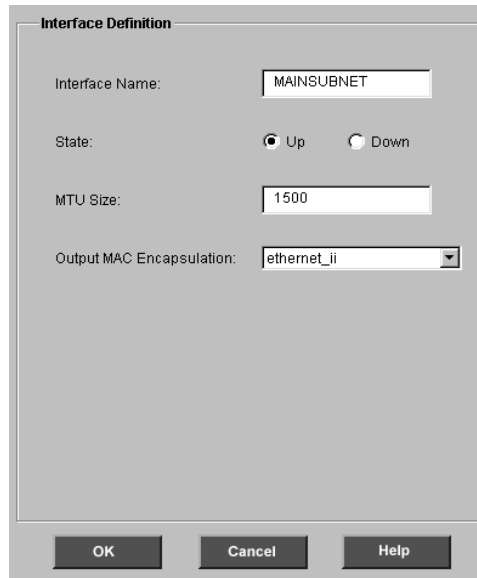 Interface Definition
Interface Name: MAINSUBNET
State: Up Down
MTU Size: 1500
Output MAC Encapsulation: ethernet_ii
OK Cancel Help